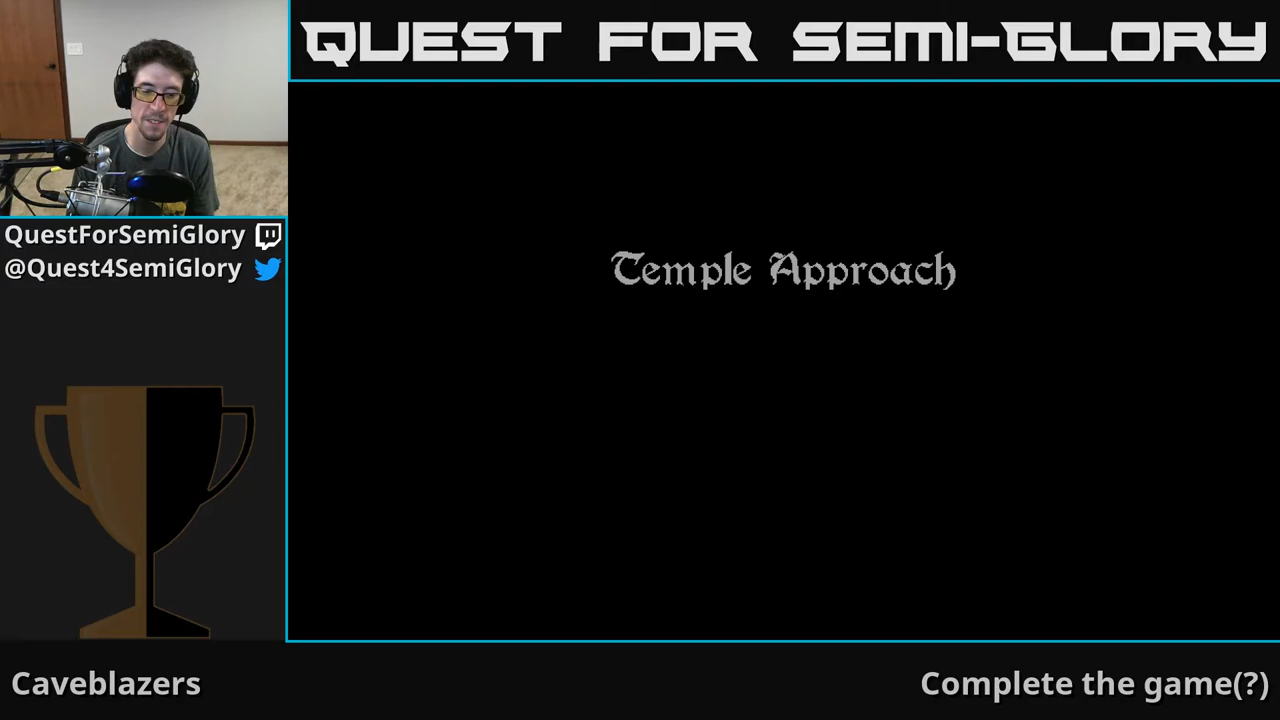 QUEST FOR SEMI-GLORY
QuestForSemiGlory
@Quest4SemiGlory
Temple Approach
Caveblazers
Complete the game(?)